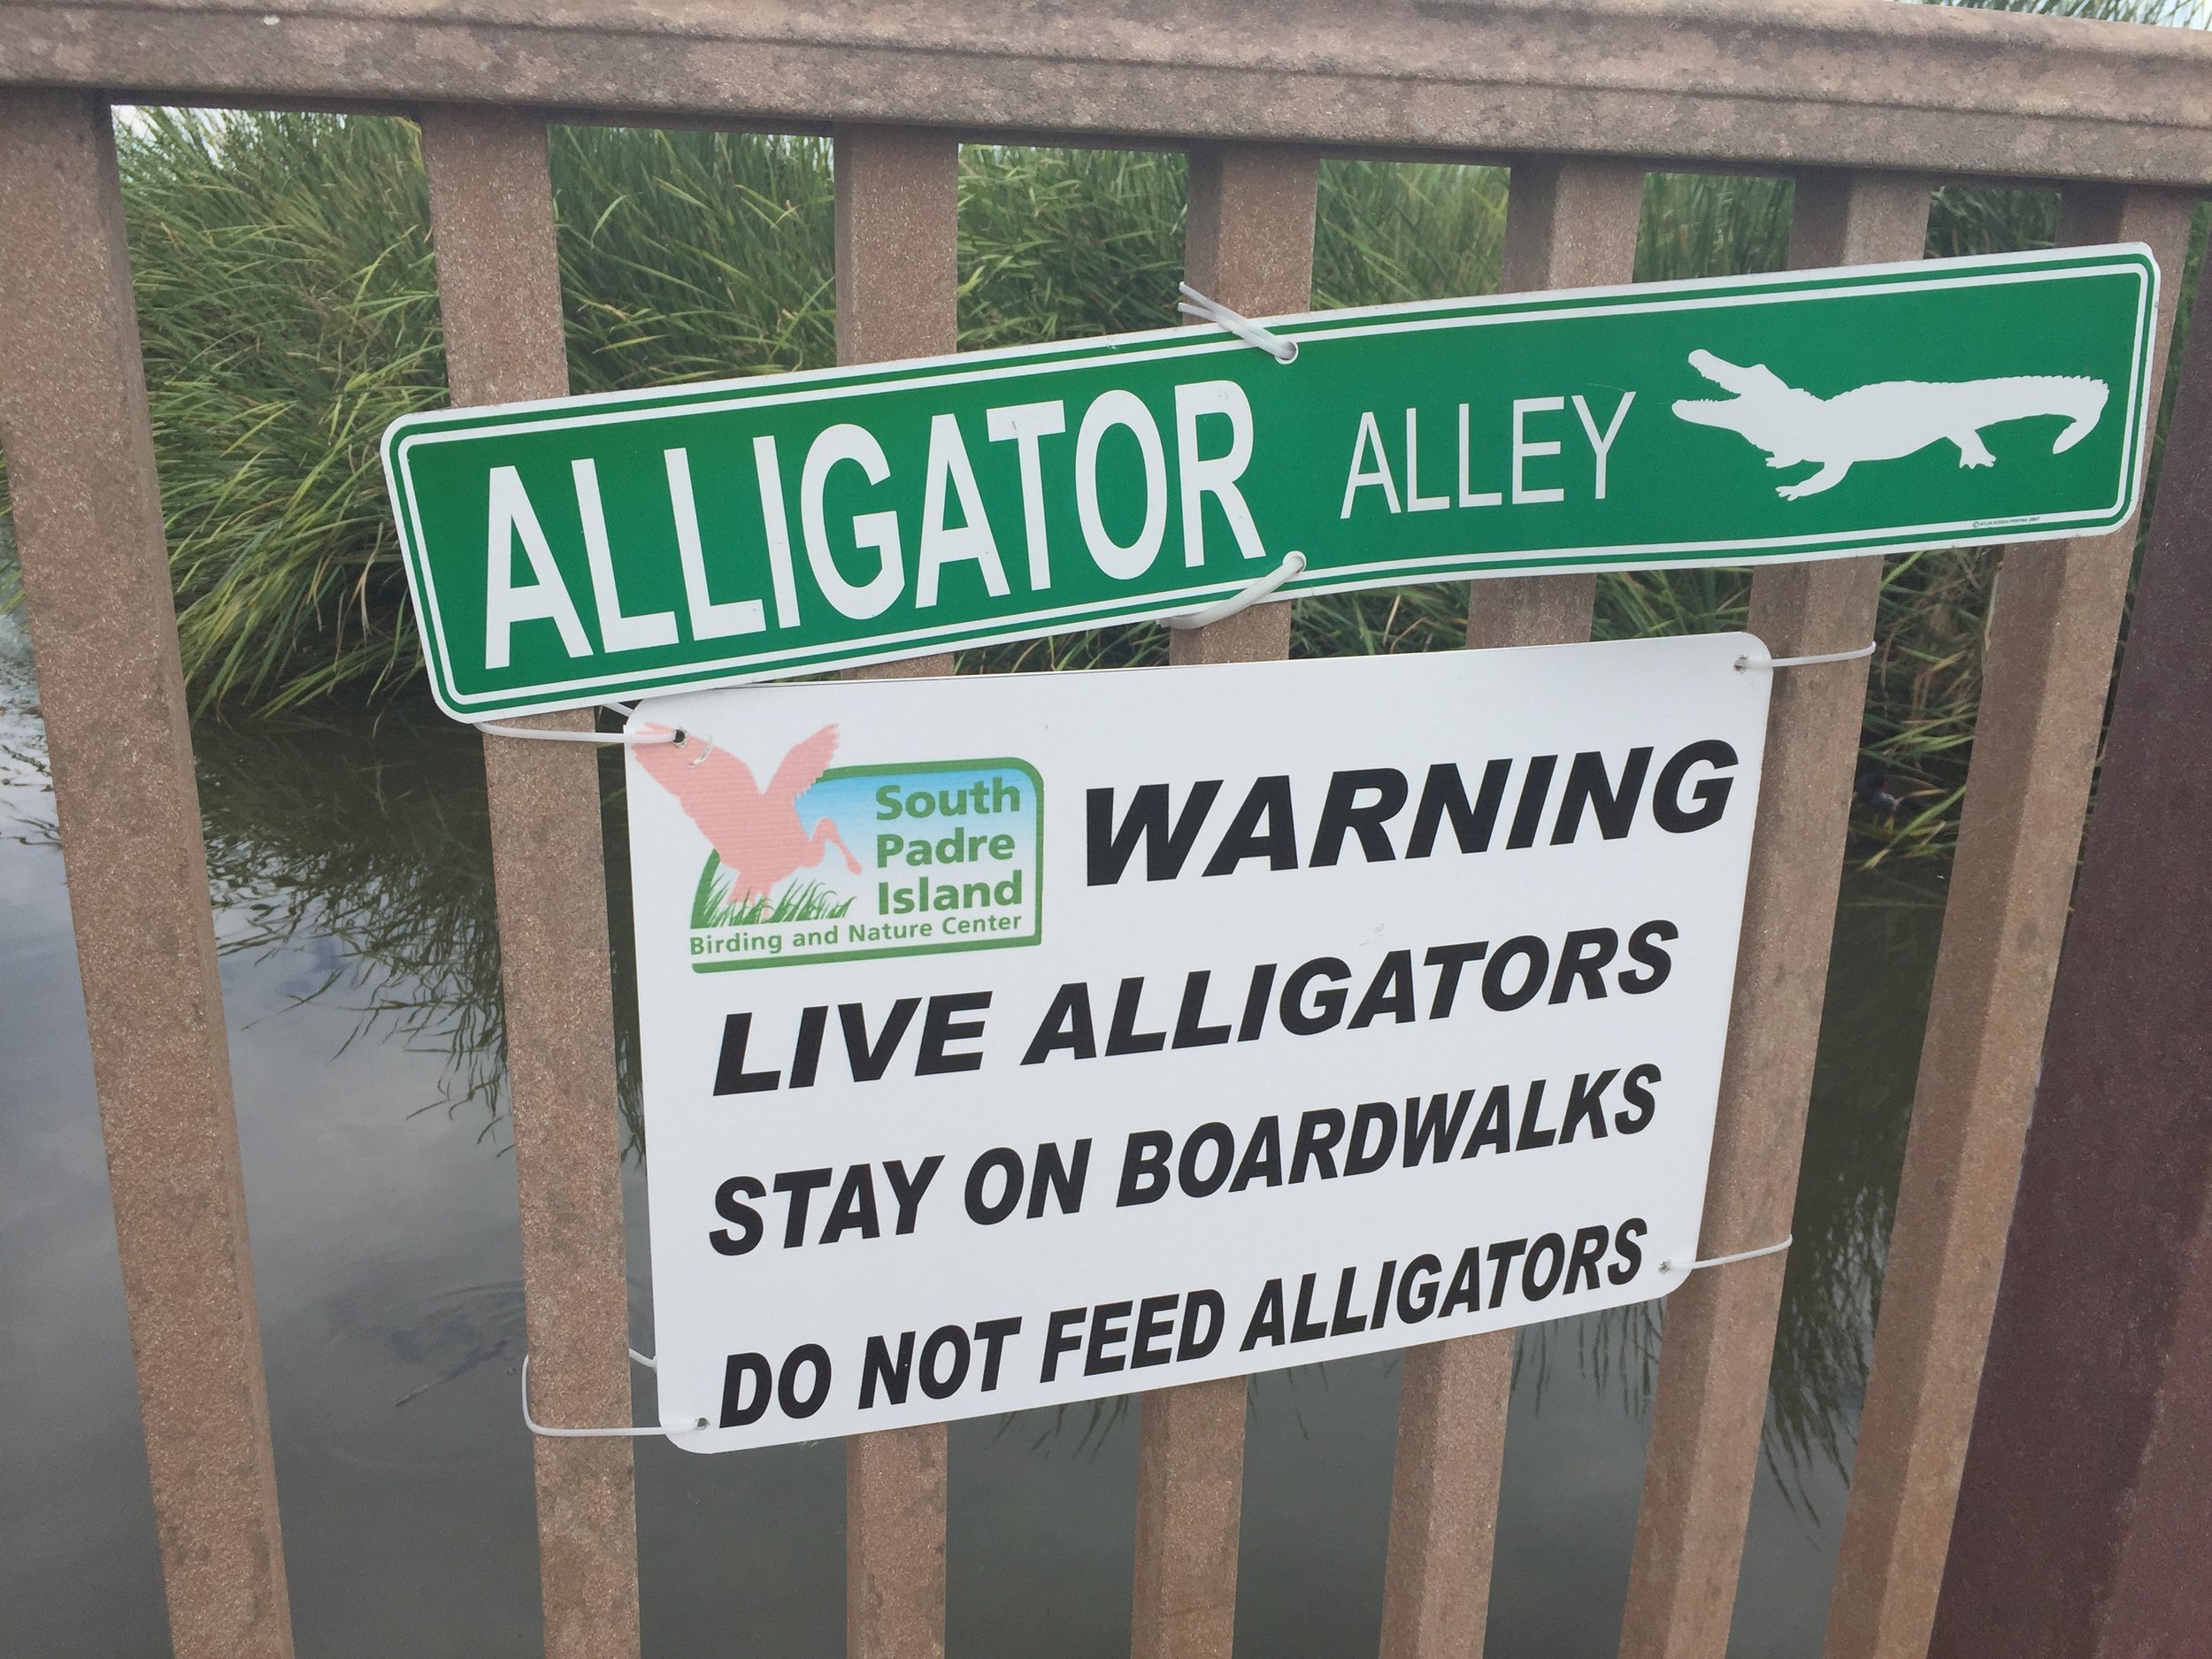 ALLIGATOR ALLEY
South
Padre
Island
Birding and Nature Center
WARNING
LIVE ALLIGATORS
STAY ON BOARDWALKS
DO NOT FEED ALLIGATORS